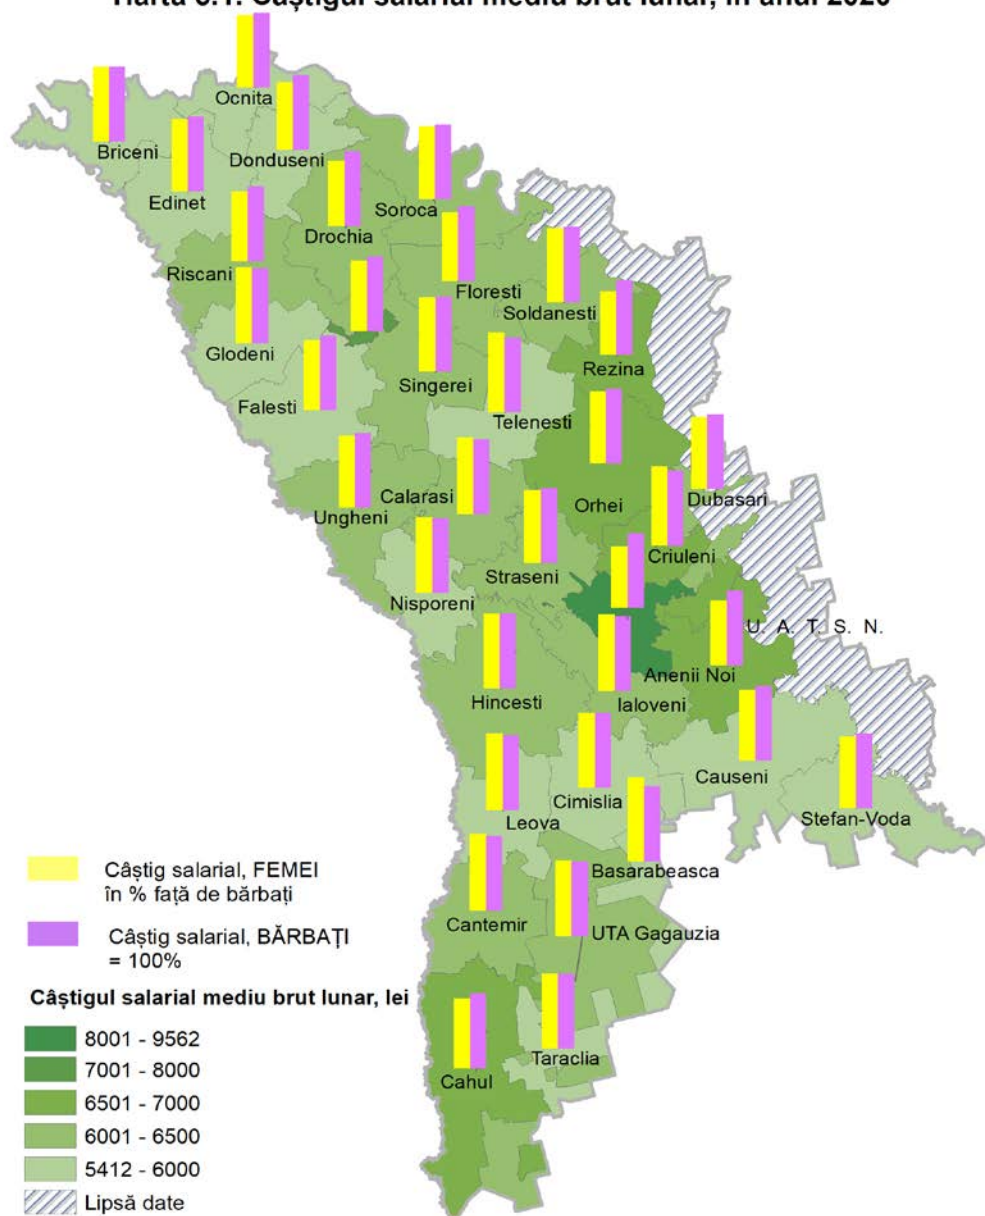 Harta 6.1. Câștigul salarial mediu brut lunar, în anul 2020
Ocnita
Briceni
Donduseni
Edinet
Soroca
Drochia
Riscani
Floresti
Soldanesti
Glodeni
Rezina
Singerei
Falesti
Telenesti
Calarasi
Dubasari
Orhei
Ungheni
Criuleni
Straseni
Nisporeni
U. A. T. S. N.
Anenii Noi
Hincesti
Ialoveni
Causeni
Cimislia
Leova
Stefan-Voda
Basarabeasca
Cantemir
UTA Gagauzia
Taraclia
Cahul
Câștig salarial, FEMEI
în % față de bărbați
Câștig salarial, BĂRBAȚI
= 100%
Câștigul salarial mediu brut lunar, lei
8001 - 9562
7001 - 8000
6501 - 7000
6001 - 6500
5412 - 6000
Lipsă date